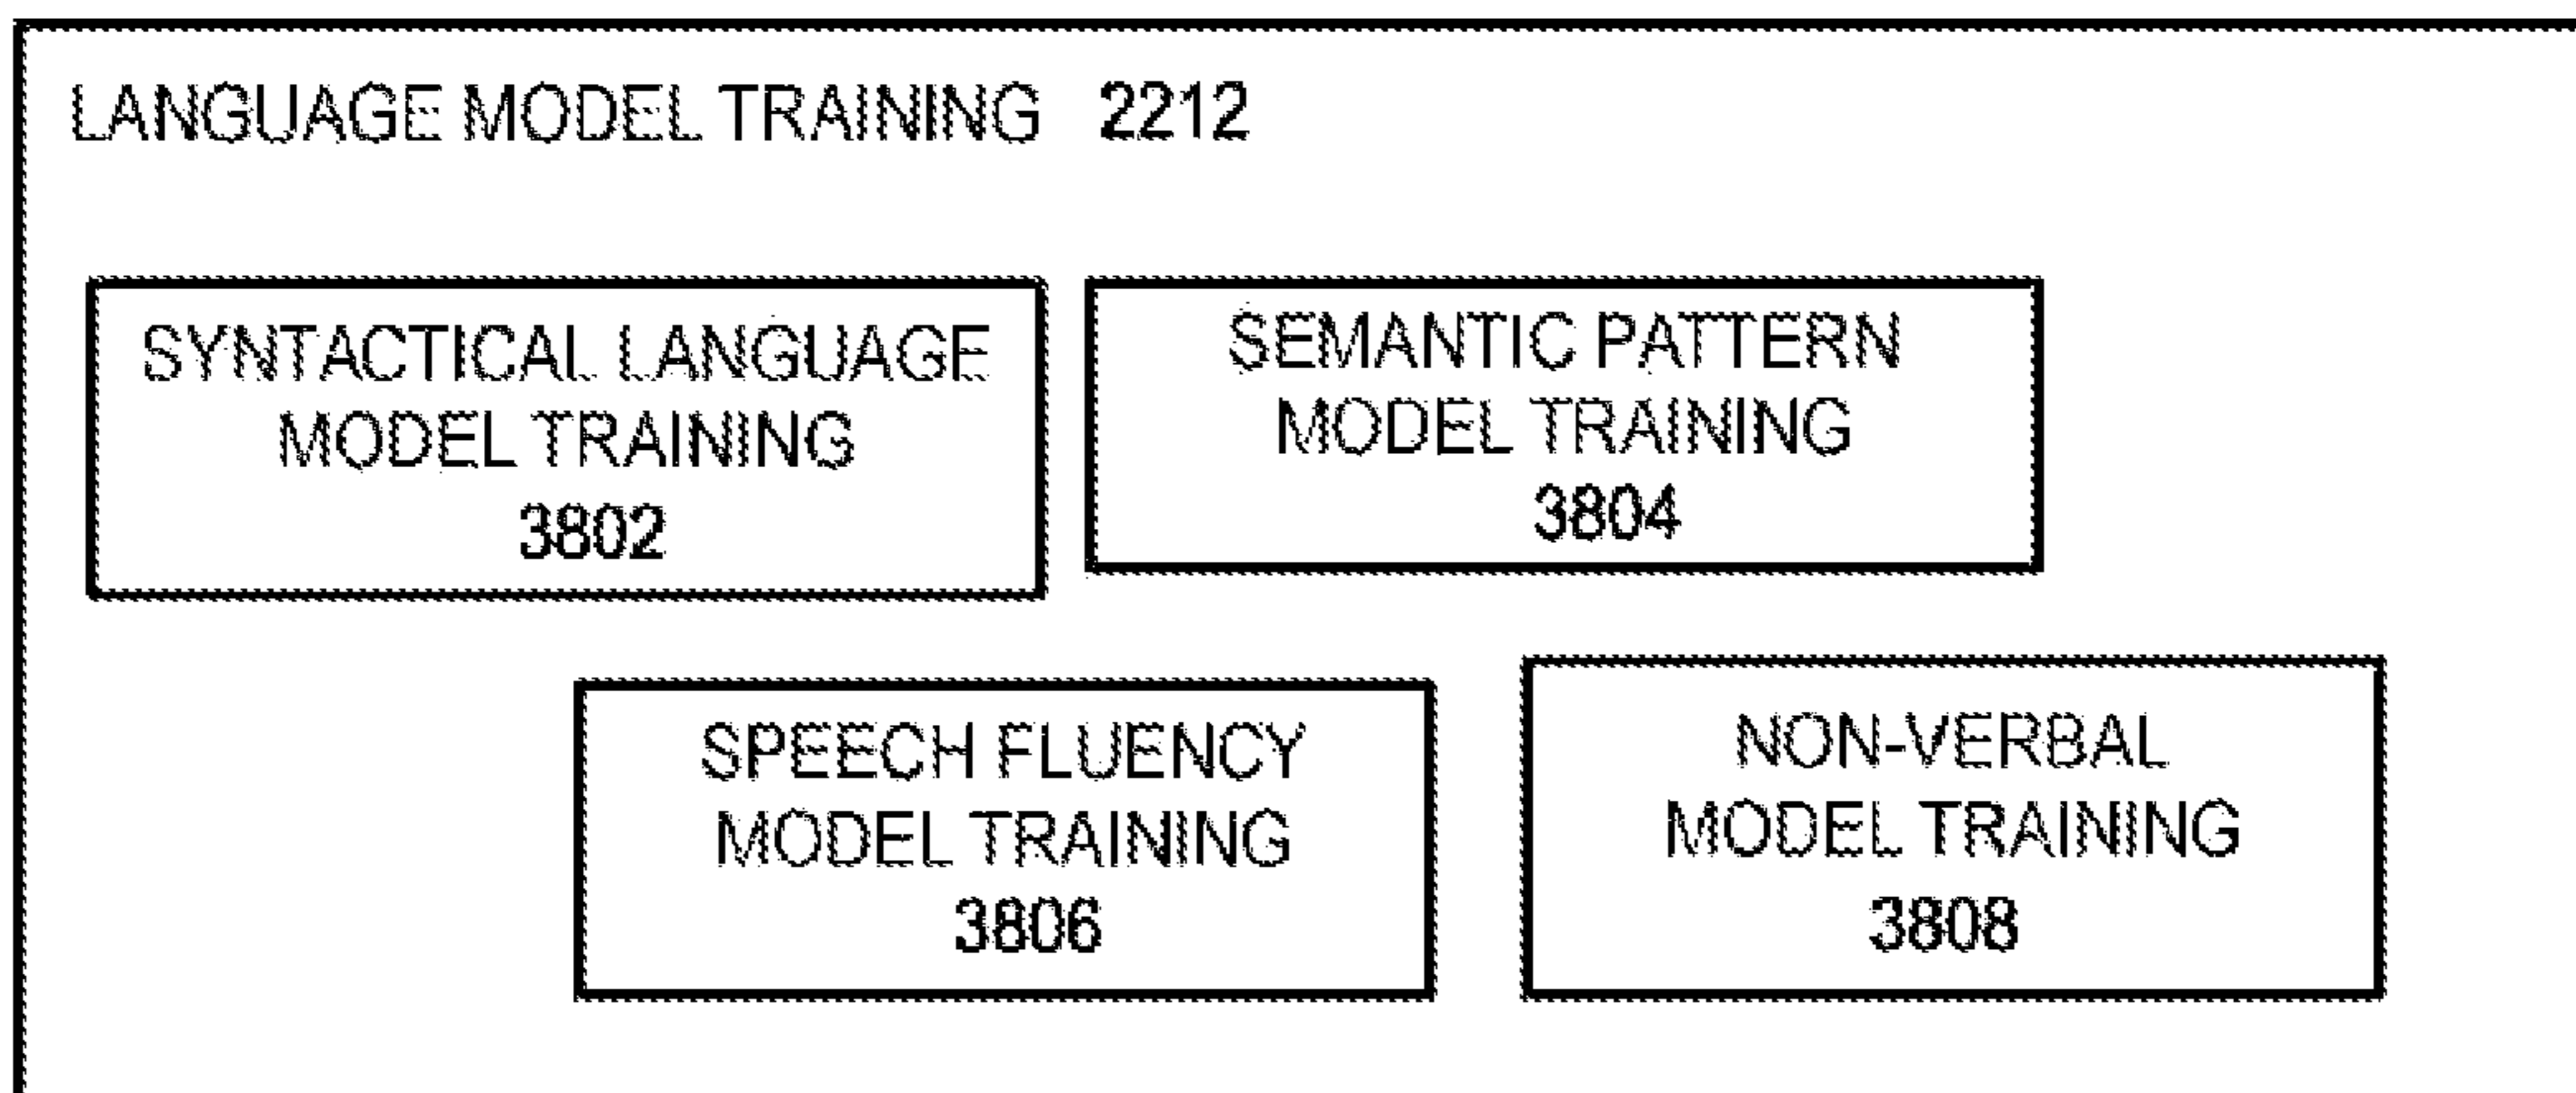 LANGUAGE MODEL TRAINING 2212
SYNTACTICAL LANGUAGE
MODEL TRAINING
3802
SEMANTIC PATTERN
MODEL TRAINING
3804
SPEECH FLUENCY
MODEL TRAINING
3806
NON-VERBAL
MODEL TRAINING
3808